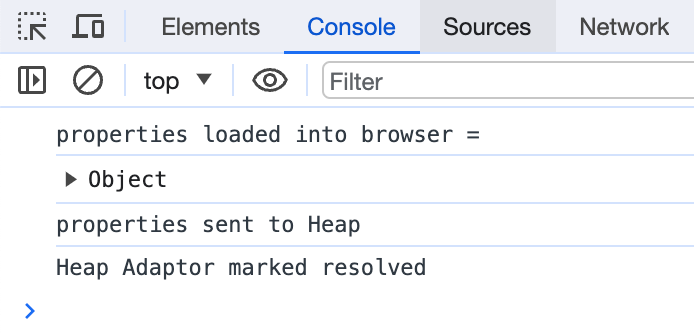 Elements Console Sources Network
top Filter
properties loaded into browser =
Object
properties sent to Heap
Heap Adaptor marked resolved